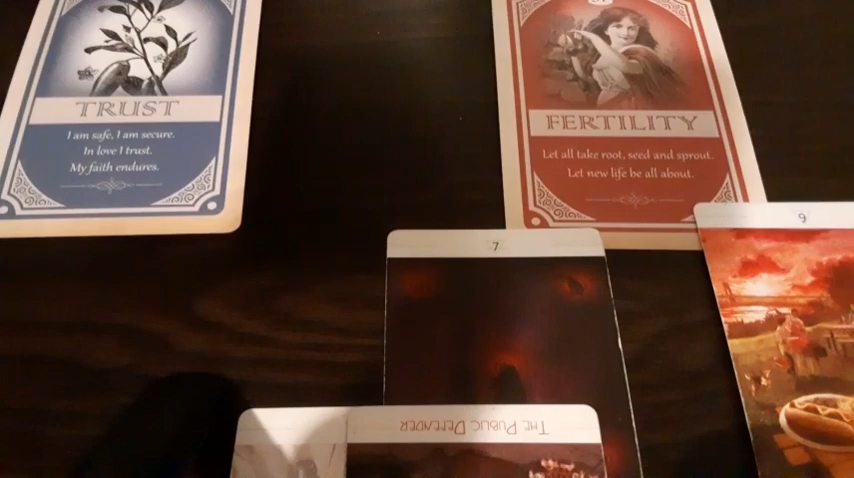 TRUST
I am safe, I am secure.
In love I trust.
My faith endures.
FERTILITY
Let all take root, seed and sprout.
Let new life be all about.
7
9
THE PUBLIC DEFENDER